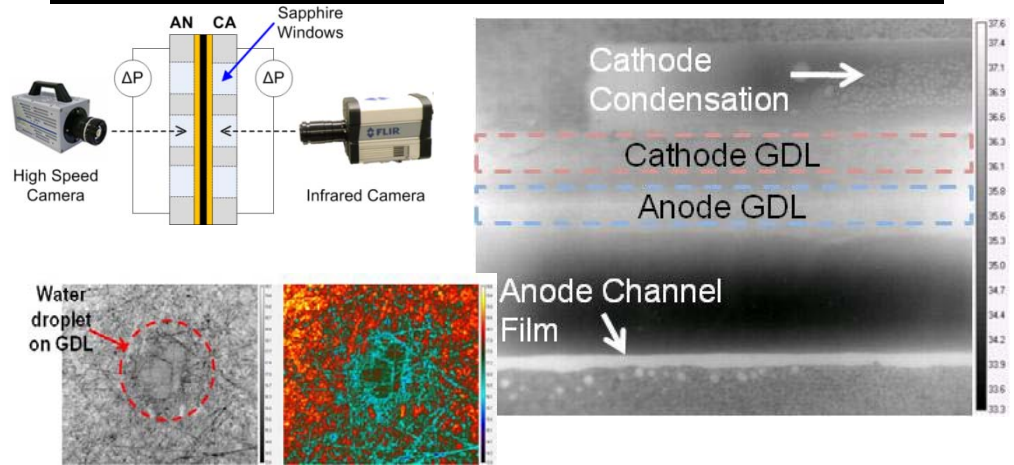 AN CA
Sapphire
Windows
ΔP
ΔP
FLIR
High Speed
Camera
Infrared Camera
Water
droplet
on GDL
Cathode
Condensation
Cathode GDL
Anode GDL
Anode Channel
Film
37.6
37.4
37.1
36.9
36.6
36.3
36.1
35.8
35.6
35.3
35.0
34.7
34.4
34.2
33.9
33.6
33.3